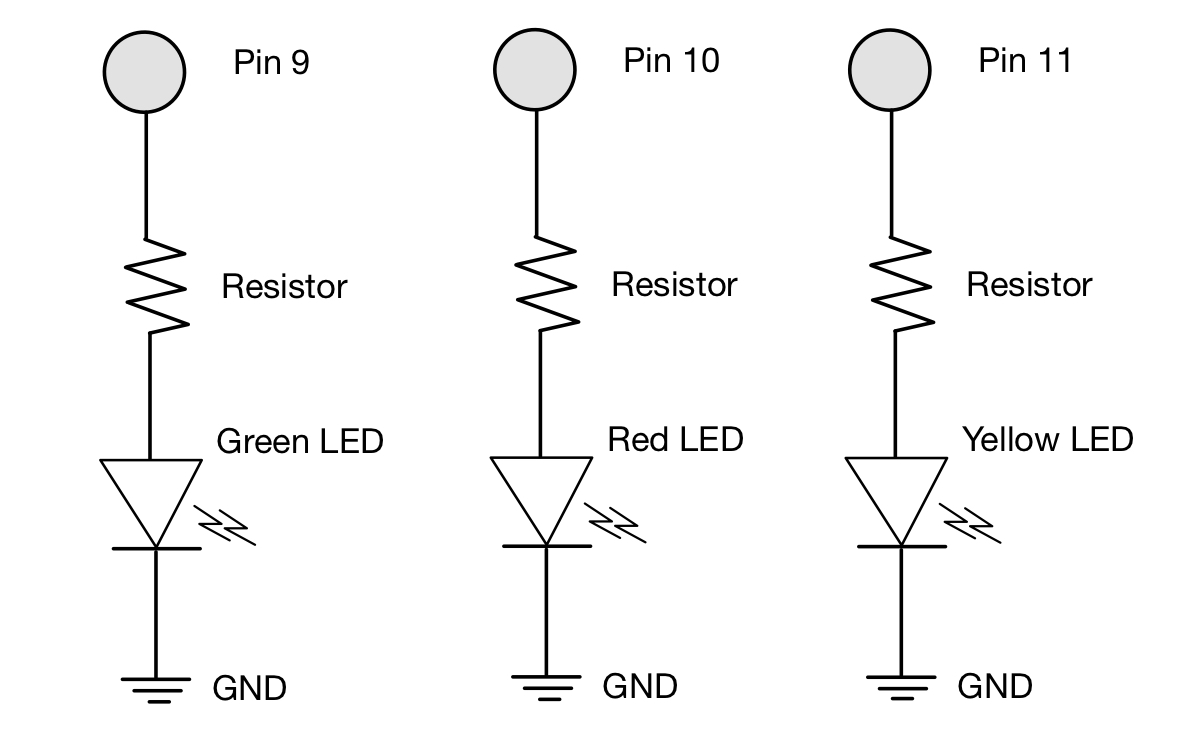 Pin 9
Pin 10
Pin 11
Resistor
Resistor
Resistor
Green LED
Red LED
Yellow LED
GND
GND
GND